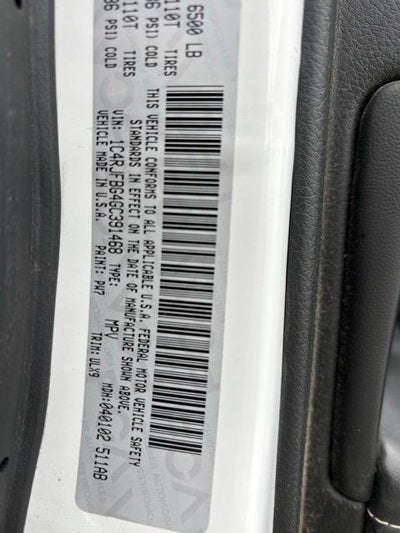 6500 LB
110T TIRES
(36 PSI) COLD
110T TIRES
(36 PSI) COLD
THIS VEHICLE CONFORMS TO ALL APPLICABLE U.S.A. FEDERAL MOTOR VEHICLE SAFETY
STANDARDS IN EFFECT ON THE DATE OF MANUFACTURE SHOWN ABOVE.
VIN: 1C4RJFBG4GC391468 TYPE: MPV
VEHICLE MADE IN U.S.A. PAINT: PW7 TRIM: ULX9 MDH: 040102 511AB